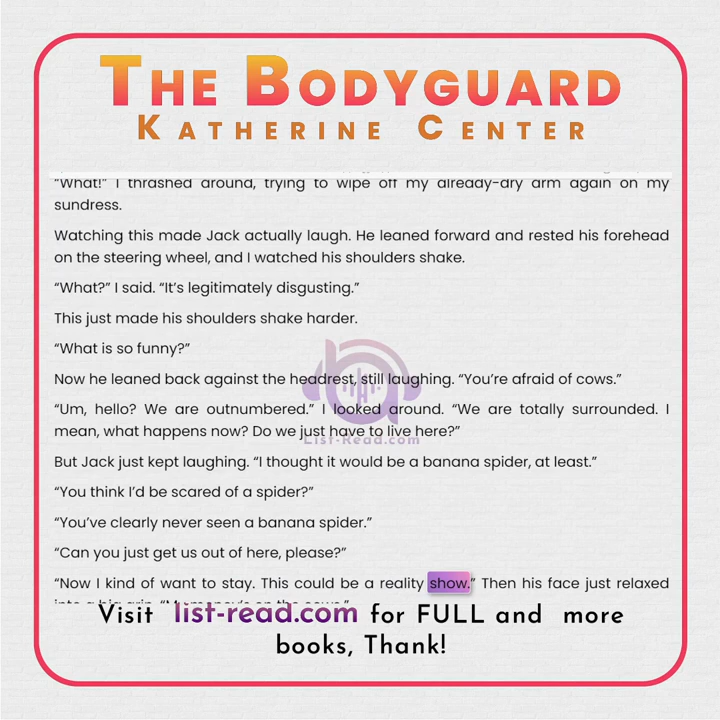 THE BODYGUARD
KATHERINE CENTER
“What!” I thrashed around, trying to wipe off my already-dry arm again on my
sundress.
Watching this made Jack actually laugh. He leaned forward and rested his forehead
on the steering wheel, and I watched his shoulders shake.
“What?” I said. “It’s legitimately disgusting.”
This just made his shoulders shake harder.
“What is so funny?”
Now he leaned back against the headrest, still laughing. “You’re afraid of cows.”
“Um, hello? We are outnumbered.” I looked around. “We are totally surrounded. I
mean, what happens now? Do we just have to live here?”
List-Read.com
But Jack just kept laughing. “I thought it would be a banana spider, at least.”
“You think I’d be scared of a spider?”
“You’ve clearly never seen a banana spider.”
“Can you just get us out of here, please?”
“Now I kind of want to stay. This could be a reality show.” Then his face just relaxed
Visit list-read.com for FULL and more
books, Thank!